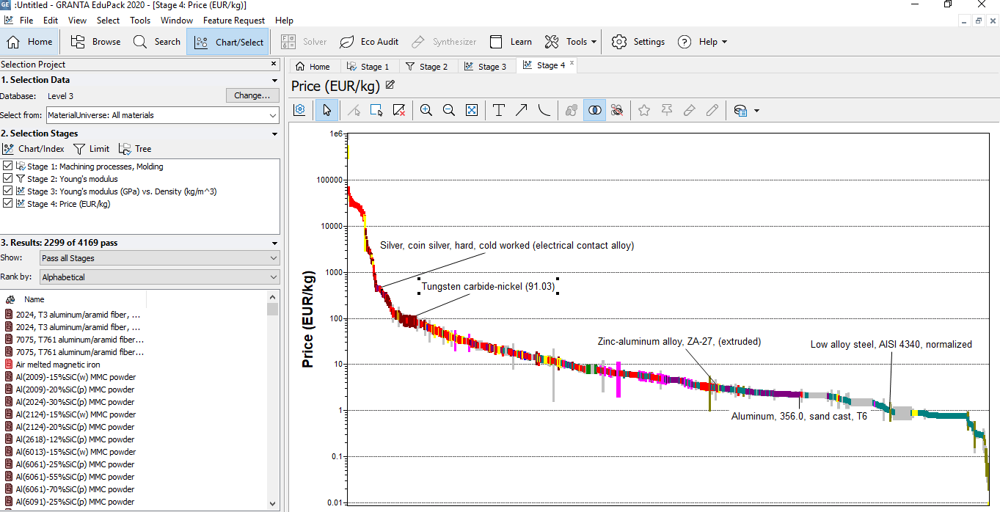 GE :Untitled - GRANTA EduPack 2020 - [Stage 4: Price (EUR/kg)]
File Edit View Select Tools Window Feature Request Help
Home Browse Search Chart/Select Solver Eco Audit Synthesizer Learn Tools Settings Help
Selection Project
1. Selection Data
Database: Level 3 Change...
Select from: MaterialUniverse: All materials
2. Selection Stages
Chart/Index Limit Tree
Stage 1: Machining processes, Molding
Stage 2: Young's modulus
Stage 3: Young's modulus (GPa) vs. Density (kg/m^3)
Stage 4: Price (EUR/kg)
3. Results: 2299 of 4169 pass
Show: Pass all Stages
Rank by: Alphabetical
Name
2024, T3 aluminum/aramid fiber, ...
2024, T3 aluminum/aramid fiber, ...
7075, T761 aluminum/aramid fiber...
7075, T761 aluminum/aramid fiber...
Air melted magnetic iron
Al(2009)-15%SiC(w) MMC powder
Al(2009)-20%SiC(p) MMC powder
Al(2024)-30%SiC(p) MMC powder
Al(2124)-15%SiC(w) MMC powder
Al(2124)-20%SiC(p) MMC powder
Al(2618)-12%SiC(p) MMC powder
Al(6013)-15%SiC(w) MMC powder
Al(6061)-25%SiC(p) MMC powder
Al(6061)-55%SiC(p) MMC powder
Al(6061)-70%SiC(p) MMC powder
Al(6091)-25%SiC(p) MMC powder
Home Stage 1 Stage 2 Stage 3 Stage 4
Price (EUR/kg)
Price (EUR/kg)
1e6
100000
10000
1000
100
10
1
0.1
0.01
Silver, coin silver, hard, cold worked (electrical contact alloy)
Tungsten carbide-nickel (91.03)
Zinc-aluminum alloy, ZA-27, (extruded)
Low alloy steel, AISI 4340, normalized
Aluminum, 356.0, sand cast, T6